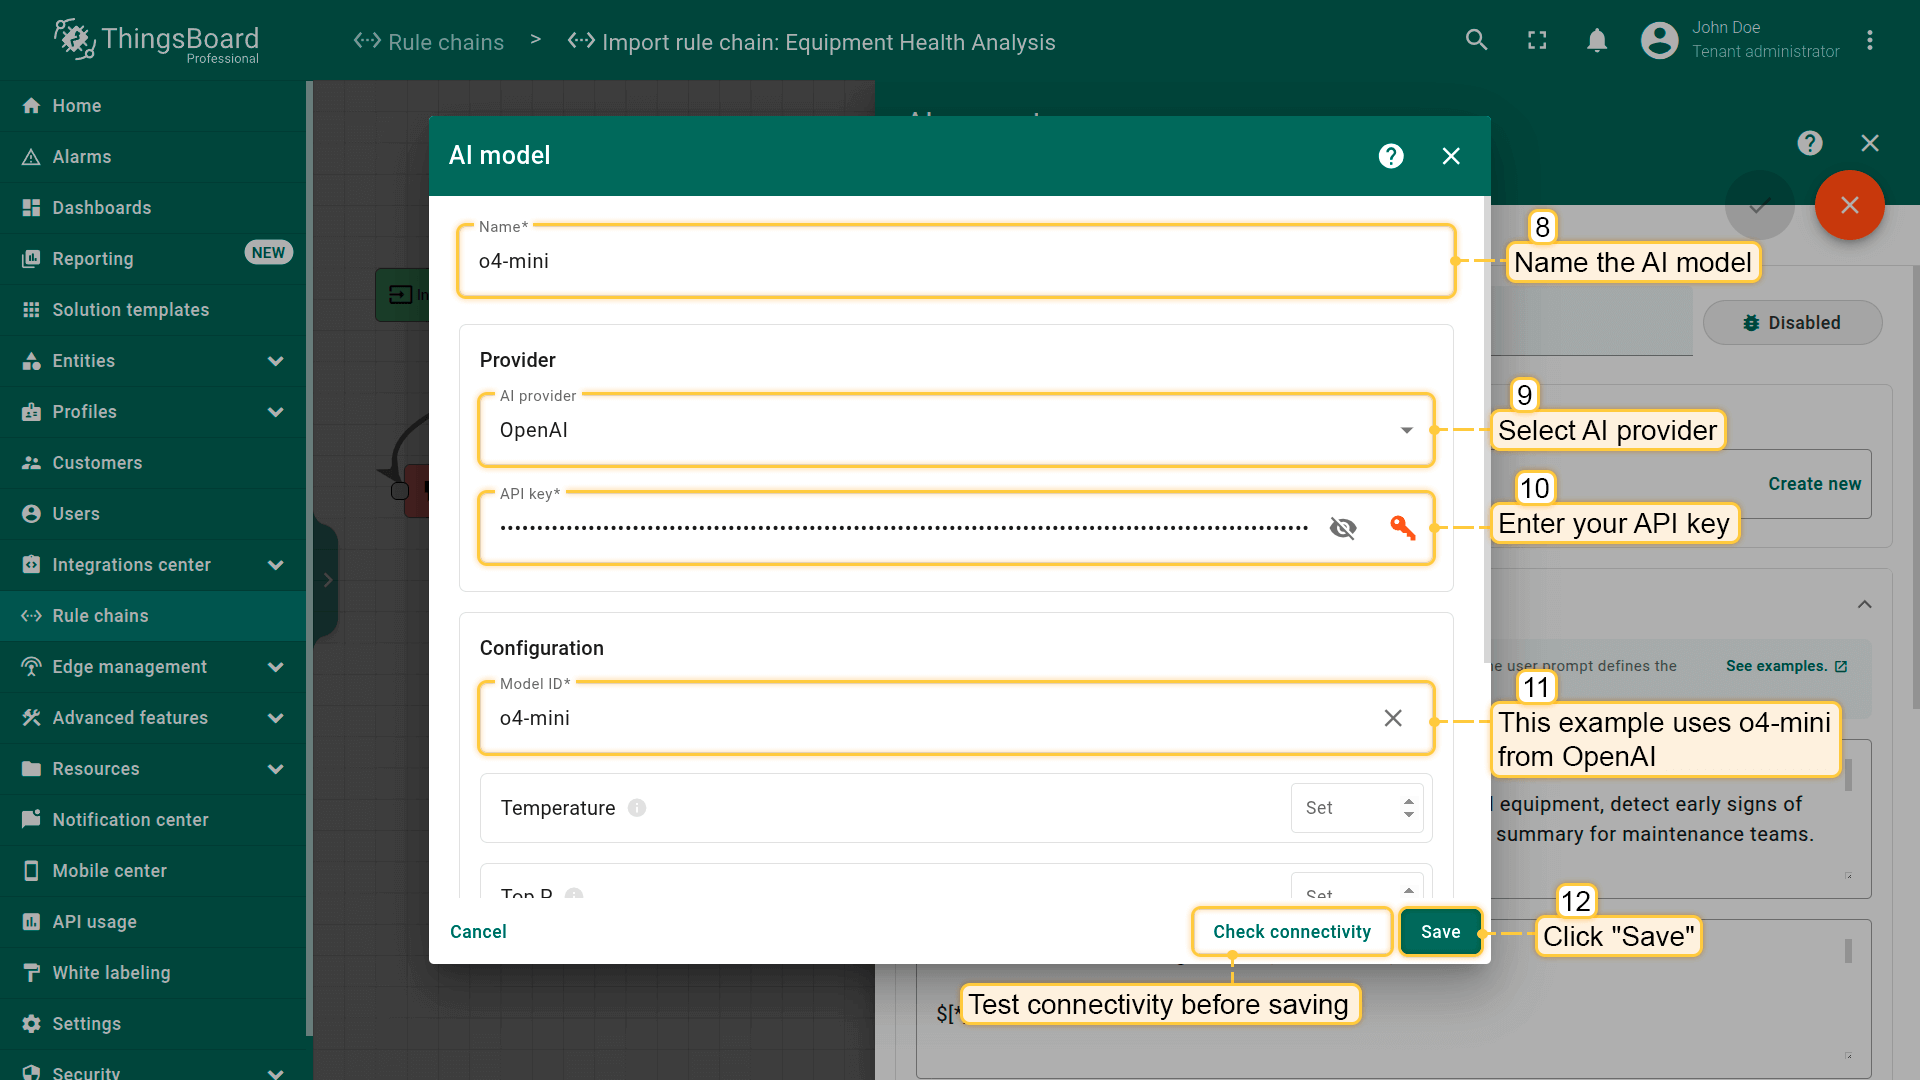 ThingsBoard
Professional
Rule chains > Import rule chain: Equipment Health Analysis
John Doe
Tenant administrator
Home
Alarms
Dashboards
Reporting NEW
Solution templates
Entities
Profiles
Customers
Users
Integrations center
Rule chains
Edge management
Advanced features
Resources
Notification center
Mobile center
API usage
White labeling
Settings
Security
AI model
Name*
o4-mini
Provider
AI provider
OpenAI
API key*
Configuration
Model ID*
o4-mini
Temperature Set
Top P Set
Cancel
Check connectivity
Save
8
Name the AI model
Disabled
9
Select AI provider
Create new
10
Enter your API key
user prompt defines the See examples.
11
This example uses o4-mini
from OpenAI
equipment, detect early signs of
summary for maintenance teams.
12
Click "Save"
Test connectivity before saving
$[*